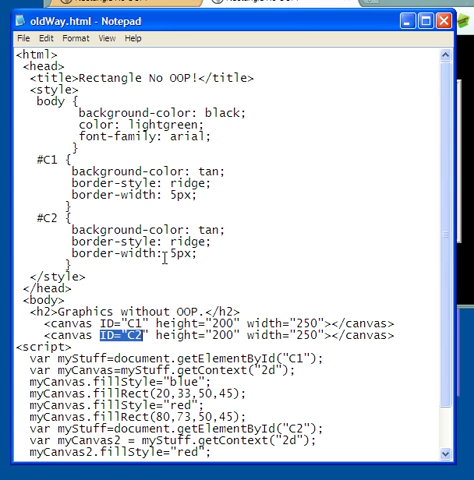 oldWay.html - Notepad
File Edit Format View Help
<html>
<head>
<title>Rectangle No OOP!</title>
<style>
body {
background-color: black;
color: lightgreen;
font-family: arial;
}
#C1 {
background-color: tan;
border-style: ridge;
border-width: 5px;
}
#C2 {
background-color: tan;
border-style: ridge;
border-width: 5px;
}
</style>
</head>
<body>
<h2>Graphics without OOP.</h2>
<canvas ID="C1" height="200" width="250"></canvas>
<canvas ID="C2" height="200" width="250"></canvas>
<script>
var myStuff=document.getElementById("C1");
var myCanvas=myStuff.getContext("2d");
myCanvas.fillStyle="blue";
myCanvas.fillRect(20,33,50,45);
myCanvas.fillStyle="red";
myCanvas.fillRect(80,73,50,45);
myStuff=document.getElementById("C2");
var myCanvas2 = myStuff.getContext("2d");
myCanvas2.fillStyle="red";